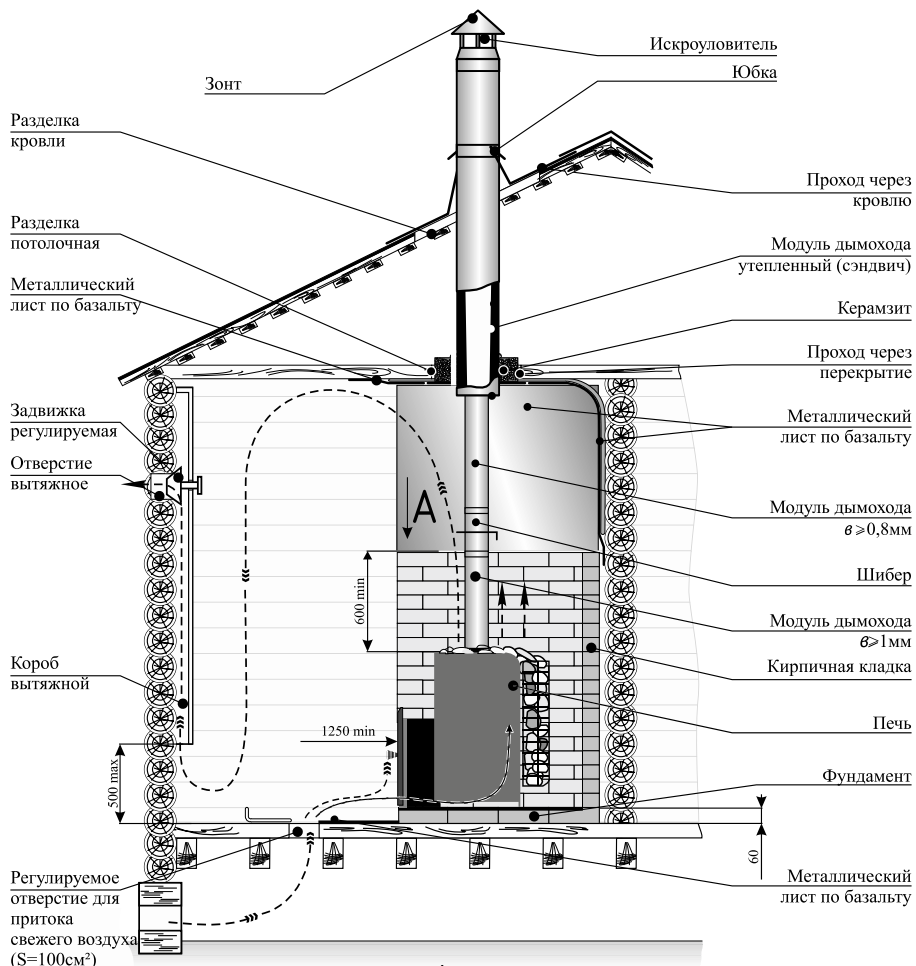 Зонт
Искроуловитель
Юбка
Разделка
кровли
Проход через
кровлю
Разделка
потолочная
Модуль дымохода
утепленный (сэндвич)
Металлический
лист по базальту
Керамзит
Проход через
перекрытие
Задвижка
регулируемая
Металлический
лист по базальту
Отверстие
вытяжное
А
Модуль дымохода
в⩾0,8мм
Шибер
600 min
Модуль дымохода
в⩾1мм
Короб
вытяжной
Кирпичная кладка
Печь
1250 min
500 max
Фундамент
60
Регулируемое
отверстие для
притока
свежего воздуха
(S=100см²)
Металлический
лист по базальту